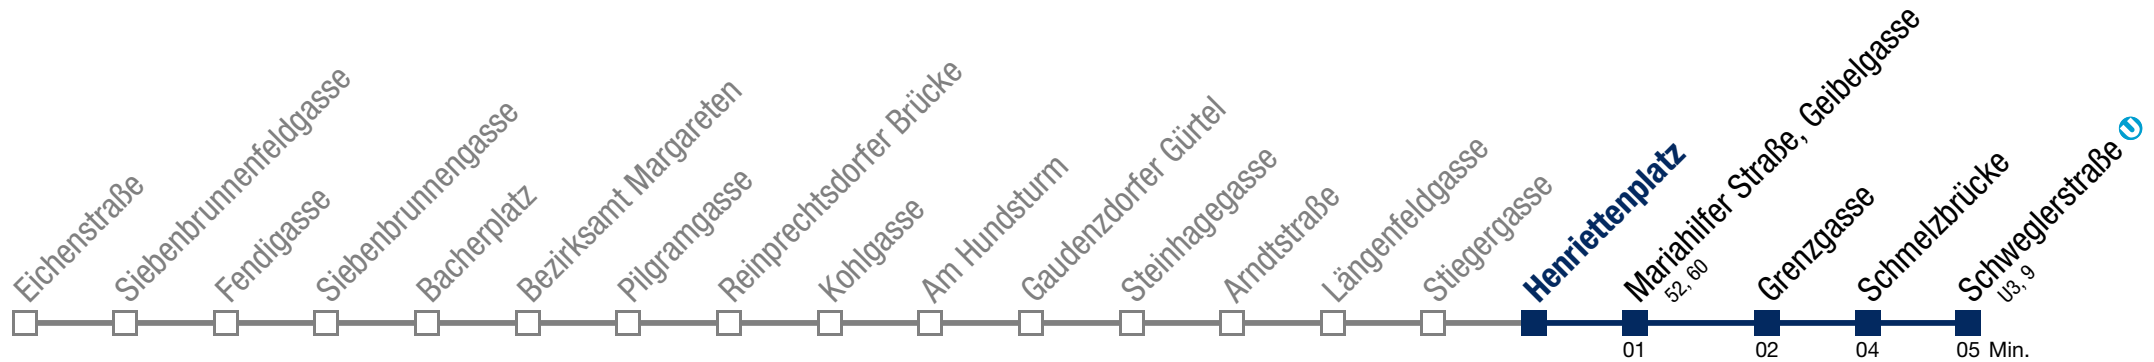 Eichenstraße
Siebenbrunnenfeldgasse
Fendigasse
Siebenbrunnengasse
Bacherplatz
Bezirksamt Margareten
Pilgramgasse
Reinprechtsdorfer Brücke
Kohlgasse
Am Hundsturm
Gaudenzdorfer Gürtel
Steinhagegasse
Arndtstraße
Längenfeldgasse
Stiegergasse
Henriettenplatz
Mariahilfer Straße, Geibelgasse
52, 60
Grenzgasse
Schmelzbrücke
Schweglerstraße U
U3, 9
01 02 04 05 Min.